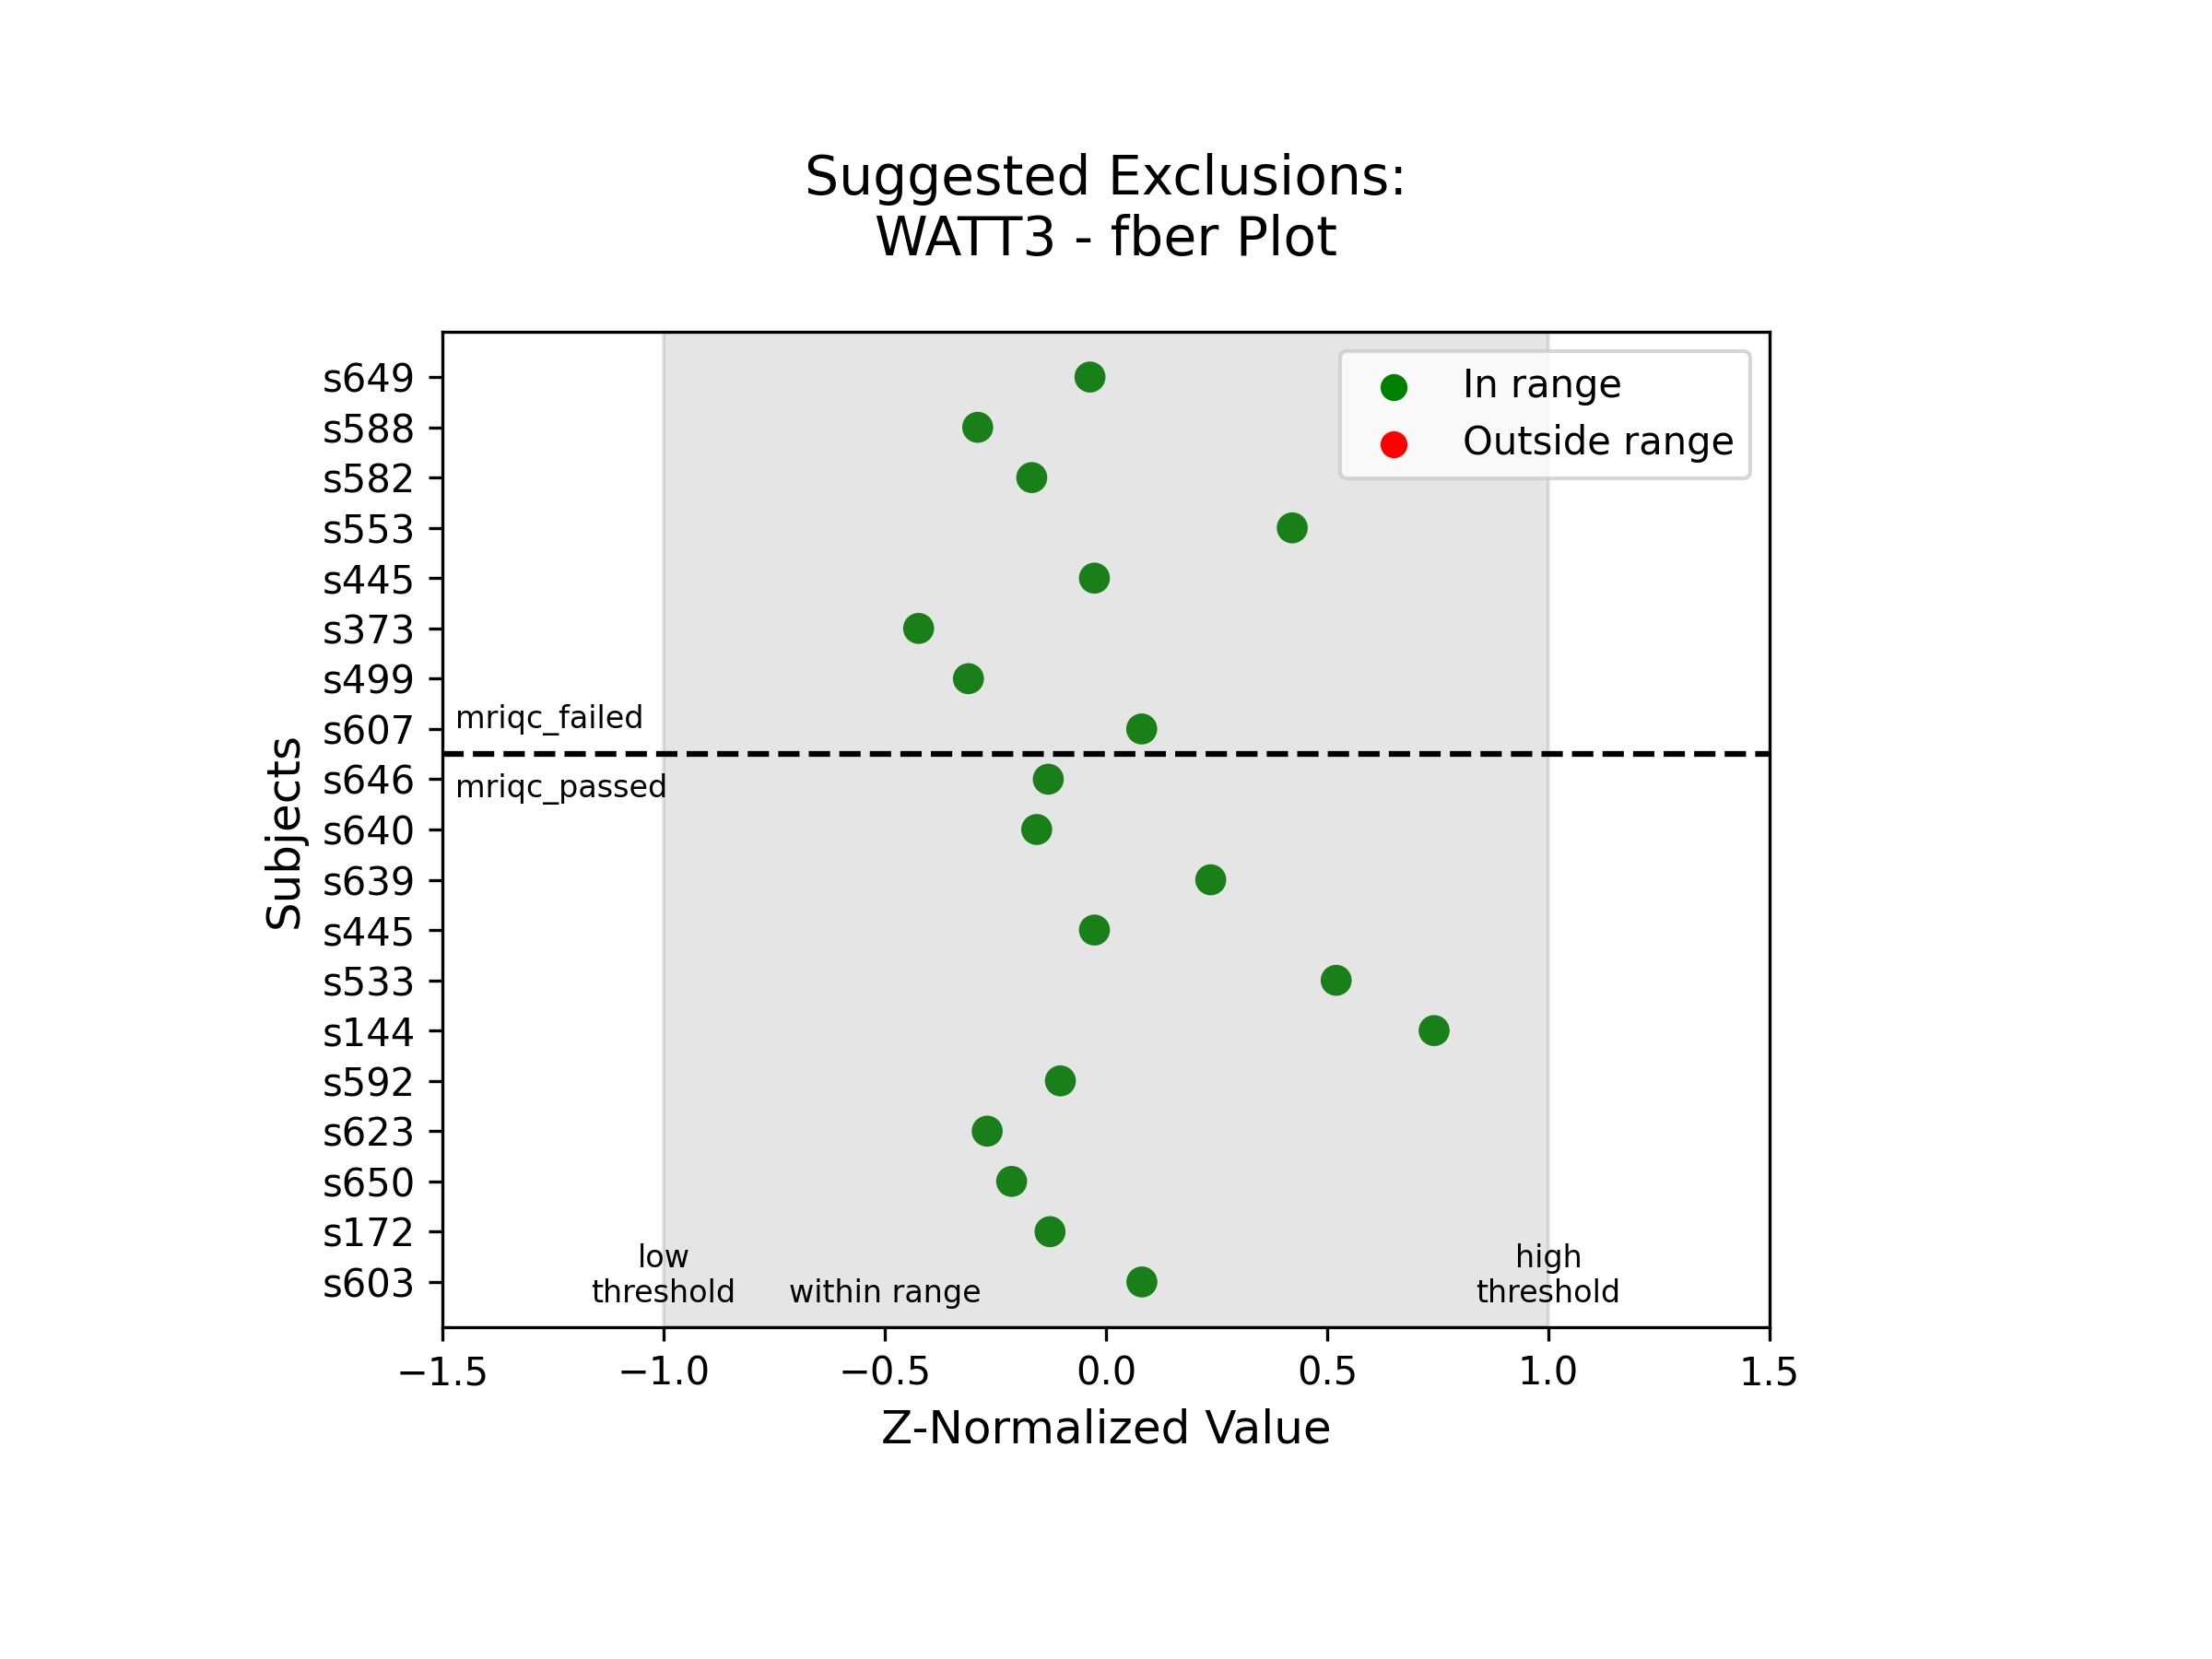 Suggested Exclusions:
WATT3 - fber Plot
In range
Outside range
s649
s588
s582
s553
s445
s373
s499
s607
s646
s640
s639
s445
s533
s144
s592
s623
s650
s172
s603
Subjects
mriqc_failed
mriqc_passed
low
threshold
within range
high
threshold
−1.5
−1.0
−0.5
0.0
0.5
1.0
1.5
Z-Normalized Value